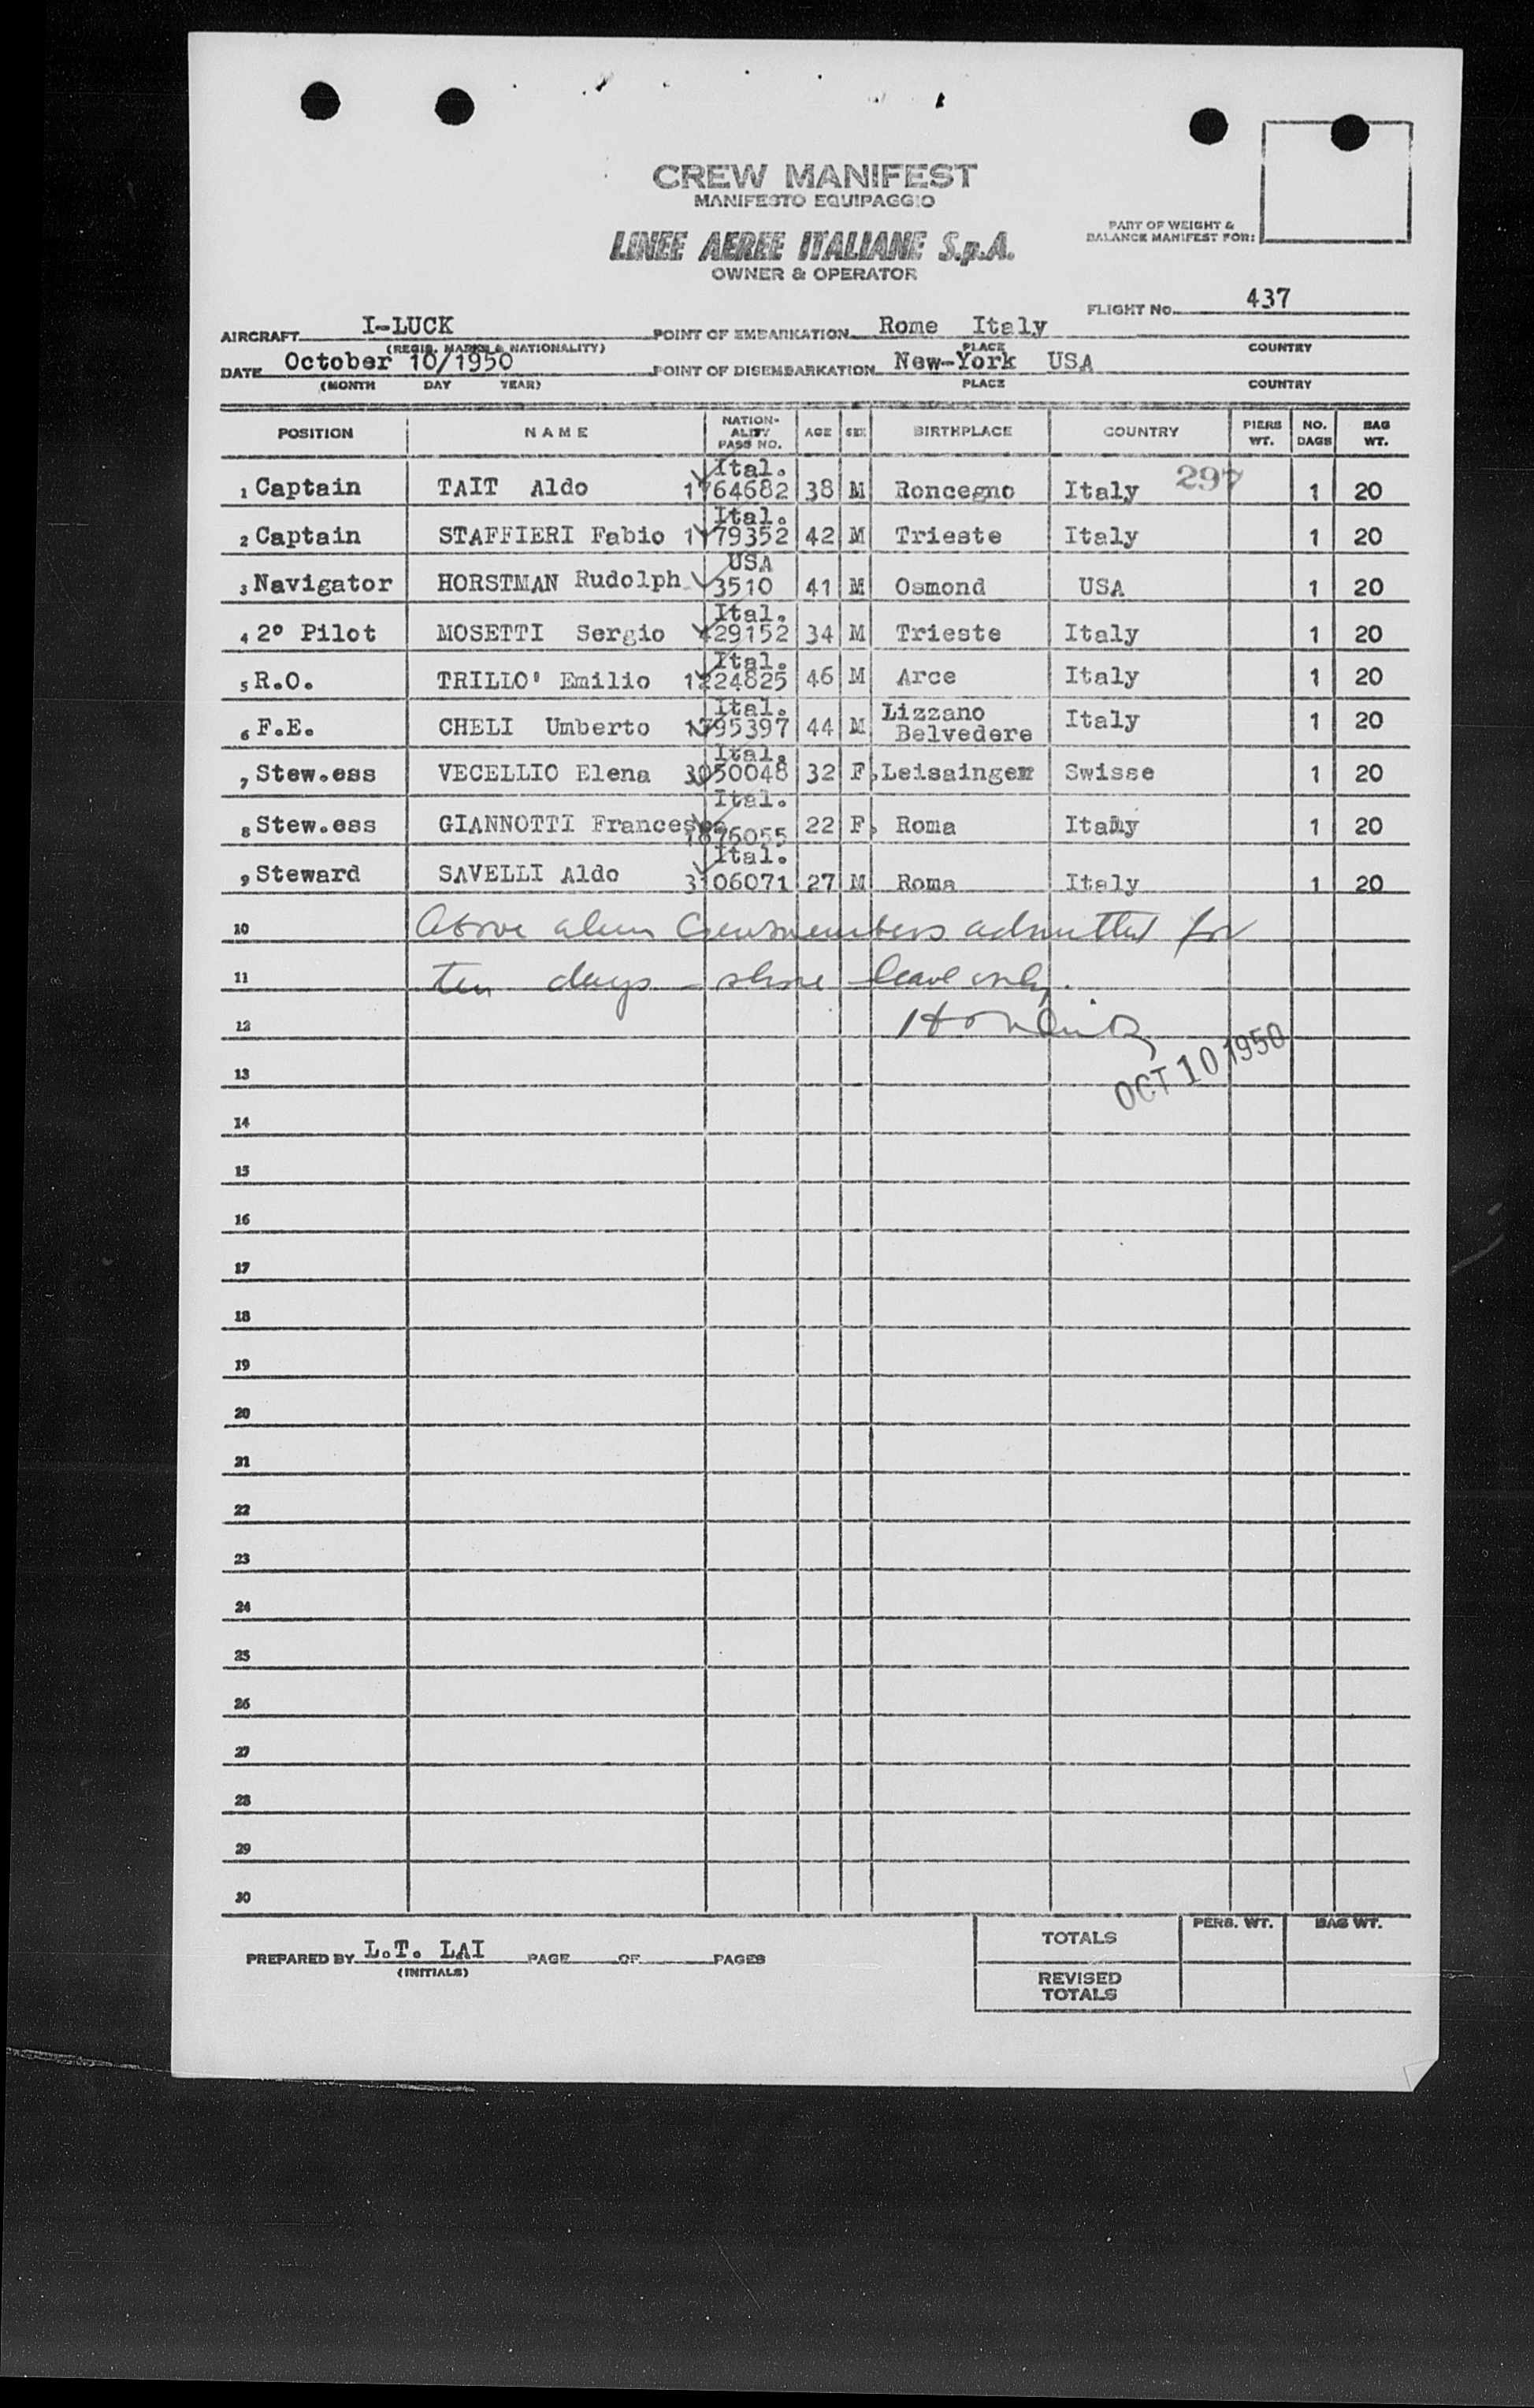 CREW MANIFEST
MANIFESTO EQUIPAGGIO
LINEE AEREE ITALIANE S.p.A.
OWNER & OPERATOR
PART OF WEIGHT &
BALANCE MANIFEST FOR:
FLIGHT No. 437
AIRCRAFT I-LUCK POINT OF EMBARKATION Rome Italy
(REGIS. MARKS & NATIONALITY) PLACE COUNTRY
DATE October 10/1950 POINT OF DISEMBARKATION New-York USA
(MONTH DAY YEAR) PLACE COUNTRY
POSITION NAME NATION-ALITY PASS NO. AGE SEX BIRTHPLACE COUNTRY PIERS WT. NO. BAGS BAG WT.
297
1 Captain TAIT Aldo Ital. 1764682 38 M Roncegno Italy 1 20
2 Captain STAFFIERI Fabio Ital. 1179352 42 M Trieste Italy 1 20
3 Navigator HORSTMAN Rudolph USA 3510 41 M Osmond USA 1 20
4 2° Pilot MOSETTI Sergio Ital. 429152 34 M Trieste Italy 1 20
5 R.O. TRILLO' Emilio Ital. 1224825 46 M Arce Italy 1 20
6 F.E. CHELI Umberto Ital. 1795397 44 M Lizzano Belvedere Italy 1 20
7 Stew.ess VECELLIO Elena Ital. 3050048 32 F. Leissinger Swisse 1 20
8 Stew.ess GIANNOTTI Francesca Ital. 1876055 22 F. Roma Italy 1 20
9 Steward SAVELLI Aldo Ital. 3106071 27 M Roma Italy 1 20
10 Above alien Crewmembers admitted for
11 ten days - shore leave only.
12
OCT 10 1950
13
14
15
16
17
18
19
20
21
22
23
24
25
26
27
28
29
30
PREPARED BY L.T. LAI PAGE OF PAGES
(INITIALS)
PERS. WT. BAG WT.
TOTALS
REVISED
TOTALS